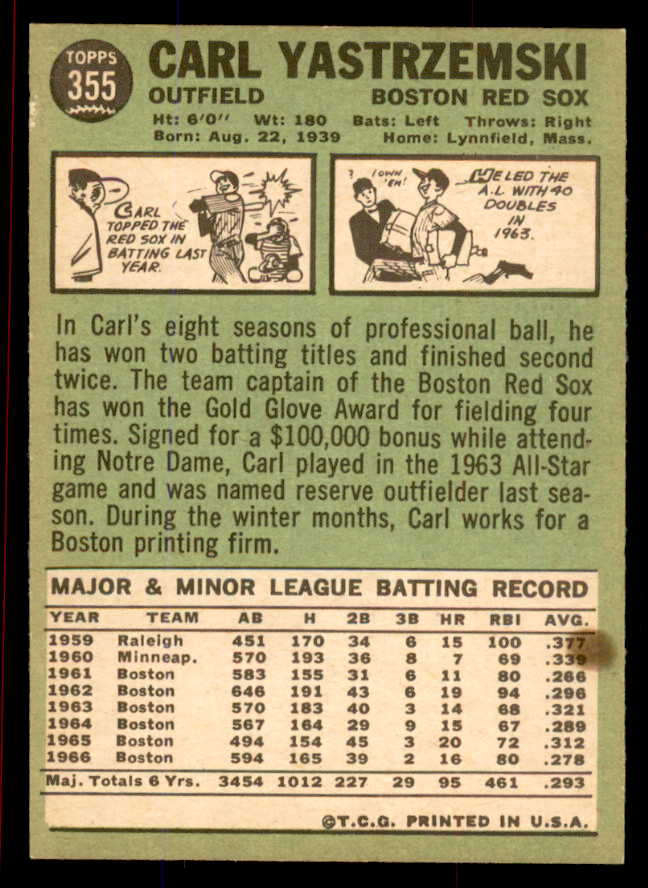 TOPPS
355
CARL YASTRZEMSKI
OUTFIELD BOSTON RED SOX
Ht: 6'0" Wt: 180 Bats: Left Throws: Right
Born: Aug. 22, 1939 Home: Lynnfield, Mass.
CARL
TOPPED THE
RED SOX IN
BATTING LAST
YEAR.
?
I OWN
'EM!
HE LED THE
A.L. WITH 40
DOUBLES
IN
1963.
In Carl's eight seasons of professional ball, he
has won two batting titles and finished second
twice. The team captain of the Boston Red Sox
has won the Gold Glove Award for fielding four
times. Signed for a $100,000 bonus while attend-
ing Notre Dame, Carl played in the 1963 All-Star
game and was named reserve outfielder last sea-
son. During the winter months, Carl works for a
Boston printing firm.
MAJOR & MINOR LEAGUE BATTING RECORD
YEAR TEAM AB H 2B 3B HR RBI AVG.
1959 Raleigh 451 170 34 6 15 100 .377
1960 Minneap. 570 193 36 8 7 69 .339
1961 Boston 583 155 31 6 11 80 .266
1962 Boston 646 191 43 6 19 94 .296
1963 Boston 570 183 40 3 14 68 .321
1964 Boston 567 164 29 9 15 67 .289
1965 Boston 494 154 45 3 20 72 .312
1966 Boston 594 165 39 2 16 80 .278
Maj. Totals 6 Yrs. 3454 1012 227 29 95 461 .293
©T.C.G. PRINTED IN U.S.A.